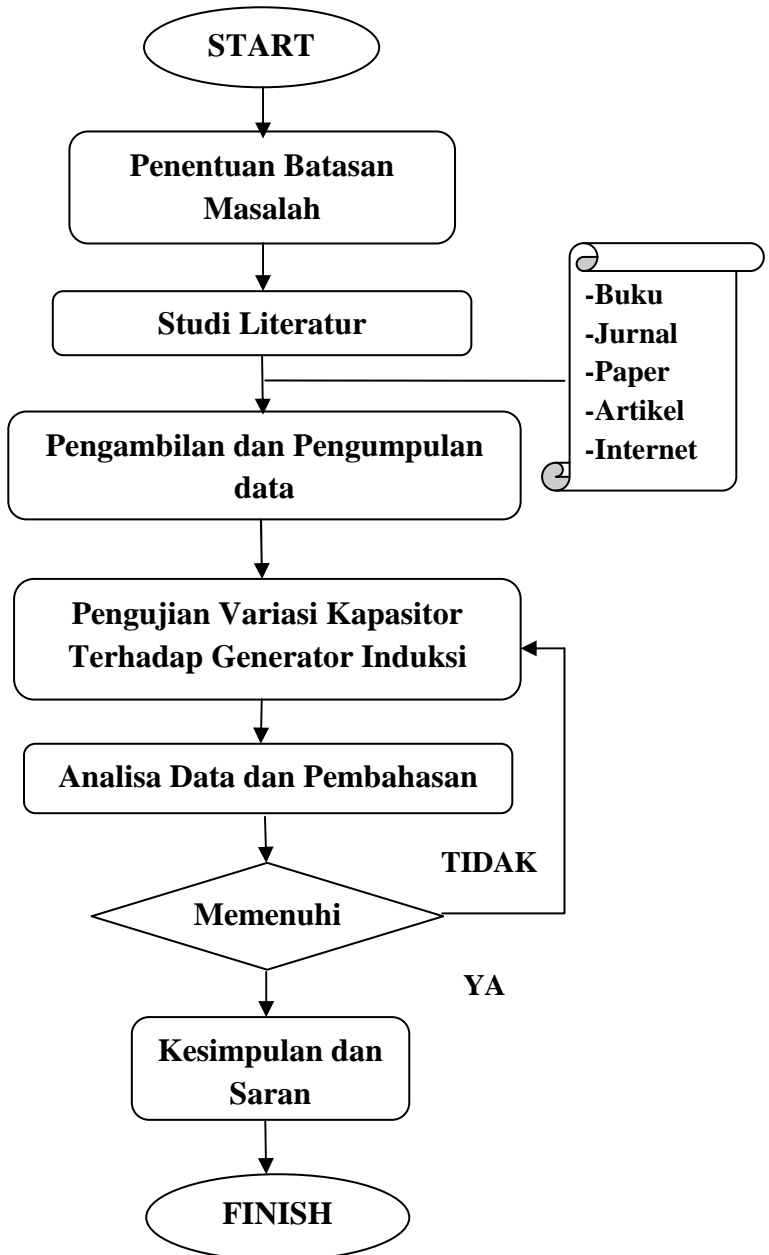 START
Penentuan Batasan
Masalah
Studi Literatur
-Buku
-Jurnal
-Paper
-Artikel
-Internet
Pengambilan dan Pengumpulan
data
Pengujian Variasi Kapasitor
Terhadap Generator Induksi
Analisa Data dan Pembahasan
TIDAK
Memenuhi
YA
Kesimpulan dan
Saran
FINISH